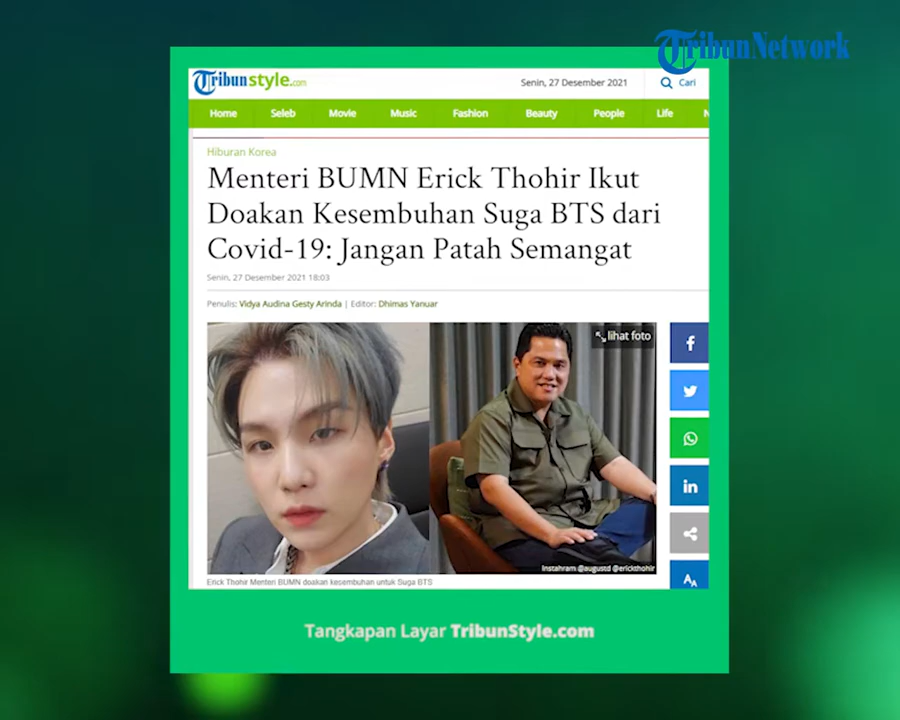 TribunNetwork
Tribunstyle.com
Senin, 27 Desember 2021
Cari
Home Seleb Movie Music Fashion Beauty People Life N
Hiburan Korea
Menteri BUMN Erick Thohir Ikut
Doakan Kesembuhan Suga BTS dari
Covid-19: Jangan Patah Semangat
Senin, 27 Desember 2021 18:03
Penulis: Vidya Audina Gesty Arinda | Editor: Dhimas Yanuar
lihat foto
Instahram @augustd @erickthohir
Erick Thohir Menteri BUMN doakan kesembuhan untuk Suga BTS
AA
Tangkapan Layar TribunStyle.com